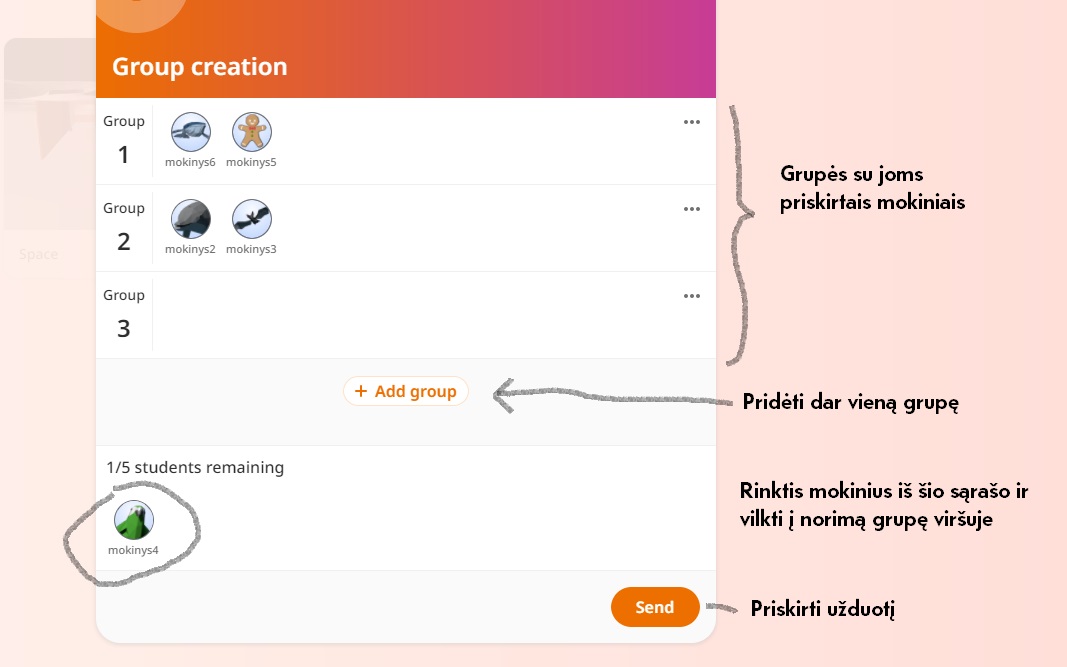 Group creation
Group
1
mokinys6
mokinys5
Grupės su joms
priskirtais mokiniais
Group
2
mokinys2
mokinys3
Space
Group
3
+ Add group
Pridėti dar vieną grupę
1/5 students remaining
Rinktis mokinius iš šio sąrašo ir
vilkti į norimą grupę viršuje
mokinys4
Send
Priskirti užduotį